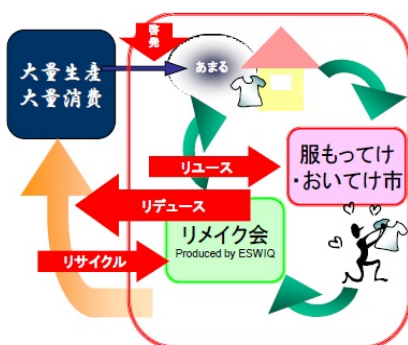 啓発
大量生産
大量消費
あまる
リユース
服もってけ
・おいてけ市
リデュース
リメイク会
Produced by ESWIQ
リサイクル